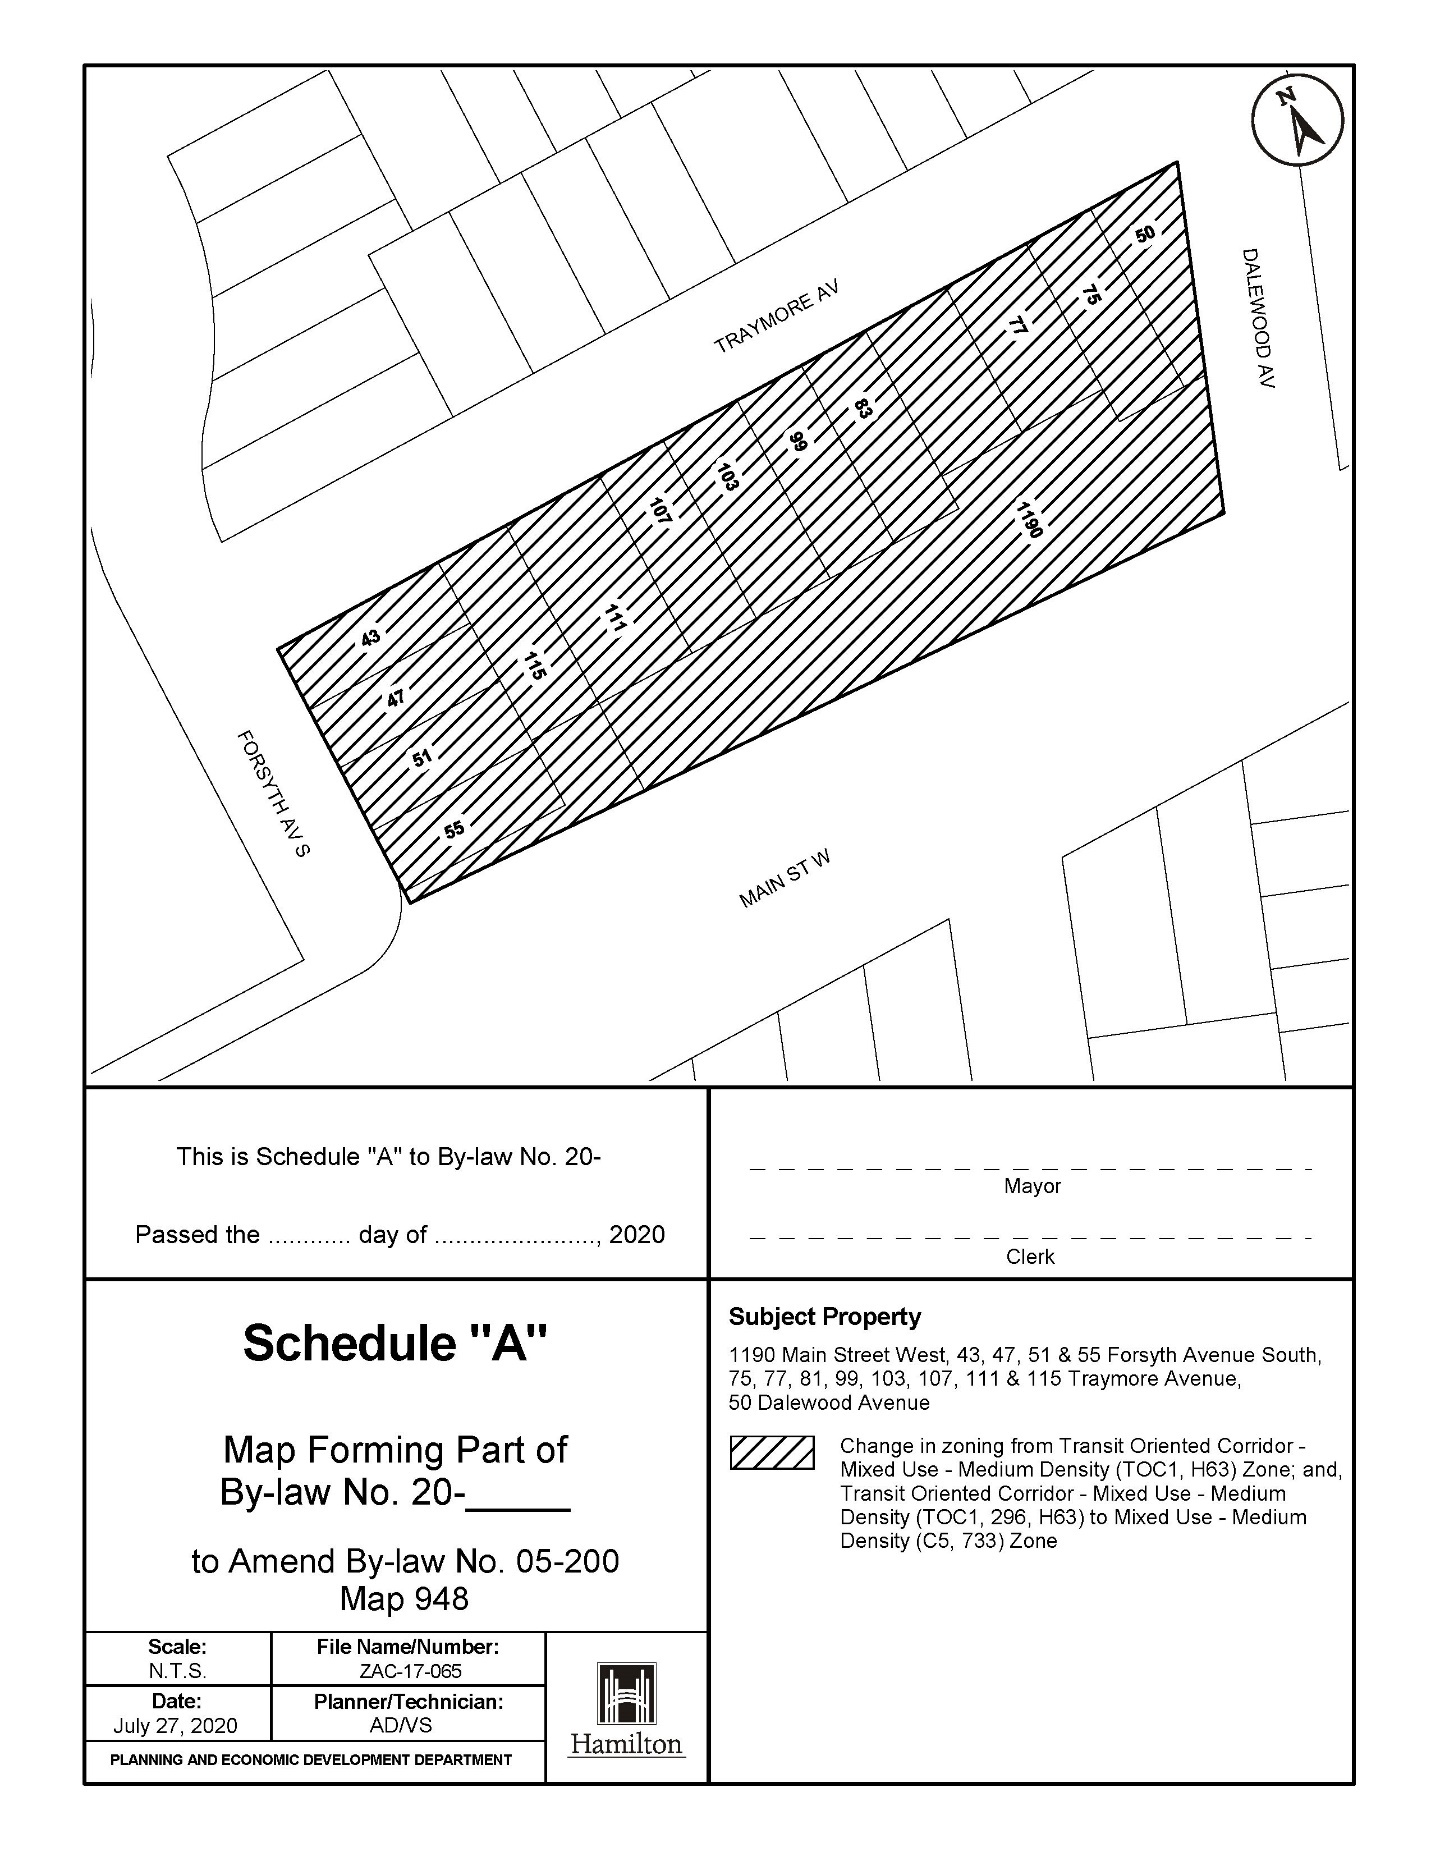 N
50
DALEWOOD AV
75
TRAYMORE AV
77
83
99
103
107
1190
111
43
115
47
51
FORSYTH AV S
55
MAIN ST W
This is Schedule "A" to By-law No. 20-
Passed the ............ day of ......................., 2020
Mayor
Clerk
Schedule "A"
Map Forming Part of
By-law No. 20-_____
to Amend By-law No. 05-200
Map 948
Scale:
N.T.S.
File Name/Number:
ZAC-17-065
Date:
July 27, 2020
Planner/Technician:
AD/VS
PLANNING AND ECONOMIC DEVELOPMENT DEPARTMENT
Hamilton
Subject Property
1190 Main Street West, 43, 47, 51 & 55 Forsyth Avenue South,
75, 77, 81, 99, 103, 107, 111 & 115 Traymore Avenue,
50 Dalewood Avenue
Change in zoning from Transit Oriented Corridor -
Mixed Use - Medium Density (TOC1, H63) Zone; and,
Transit Oriented Corridor - Mixed Use - Medium
Density (TOC1, 296, H63) to Mixed Use - Medium
Density (C5, 733) Zone